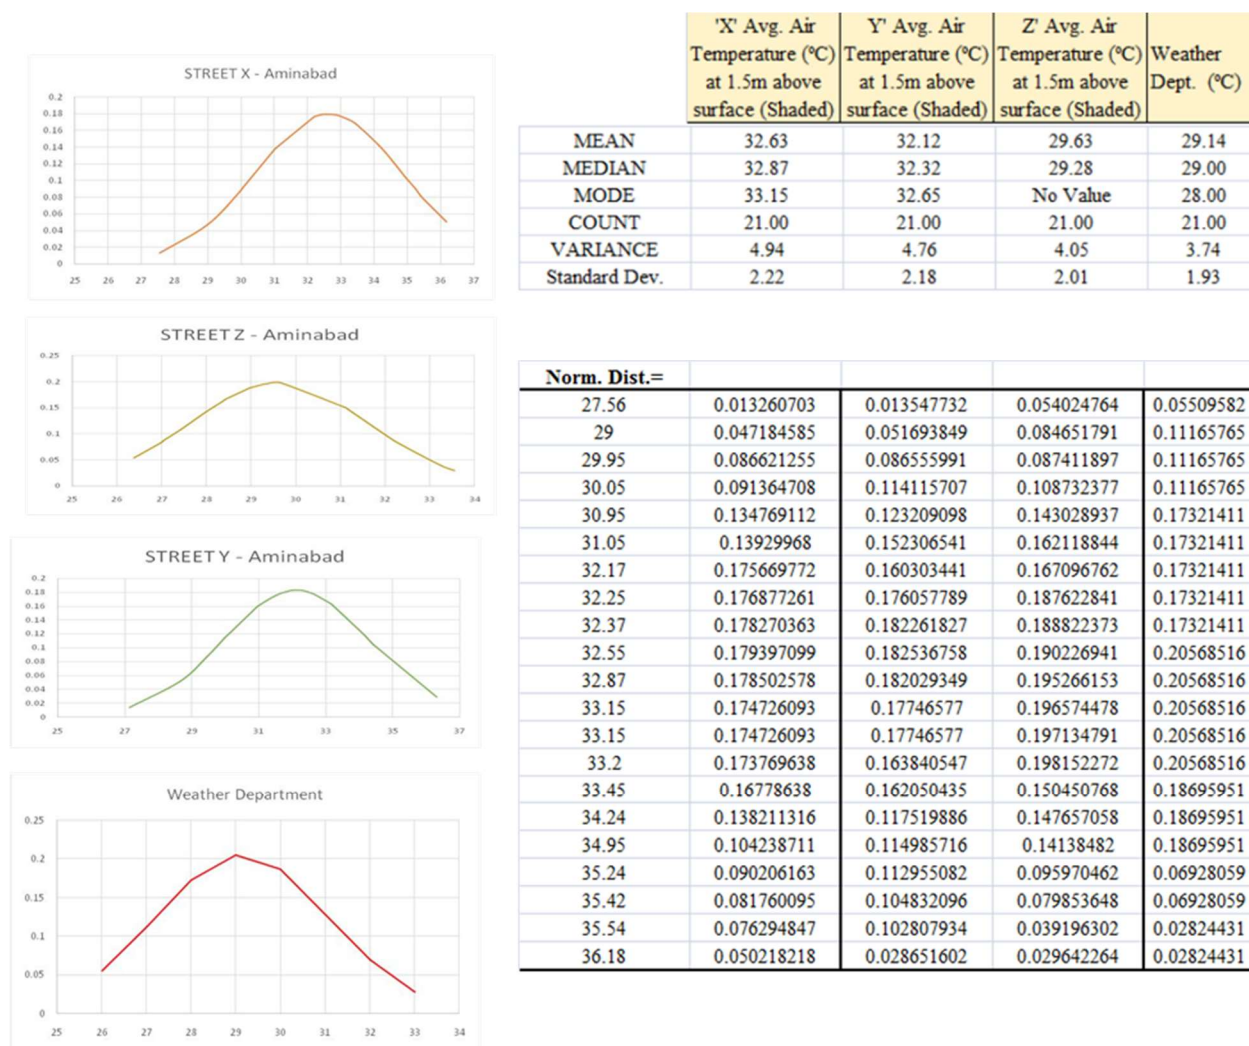 STREET X - Aminabad
0.2
0.18
0.16
0.14
0.12
0.1
0.08
0.06
0.04
0.02
0
25 26 27 28 29 30 31 32 33 34 35 36 37
STREET Z - Aminabad
0.25
0.2
0.15
0.1
0.05
0
25 26 27 28 29 30 31 32 33 34
STREET Y - Aminabad
0.2
0.18
0.16
0.14
0.12
0.1
0.08
0.06
0.04
0.02
0
25 27 29 31 33 35 37
Weather Department
0.25
0.2
0.15
0.1
0.05
0
25 26 27 28 29 30 31 32 33 34
'X' Avg. Air Y' Avg. Air Z' Avg. Air
Temperature (°C) Temperature (°C) Temperature (°C) Weather
at 1.5m above at 1.5m above at 1.5m above Dept. (°C)
surface (Shaded) surface (Shaded) surface (Shaded)
MEAN 32.63 32.12 29.63 29.14
MEDIAN 32.87 32.32 29.28 29.00
MODE 33.15 32.65 No Value 28.00
COUNT 21.00 21.00 21.00 21.00
VARIANCE 4.94 4.76 4.05 3.74
Standard Dev. 2.22 2.18 2.01 1.93
Norm. Dist.=
27.56 0.013260703 0.013547732 0.054024764 0.05509582
29 0.047184585 0.051693849 0.084651791 0.11165765
29.95 0.086621255 0.086555991 0.087411897 0.11165765
30.05 0.091364708 0.114115707 0.108732377 0.11165765
30.95 0.134769112 0.123209098 0.143028937 0.17321411
31.05 0.13929968 0.152306541 0.162118844 0.17321411
32.17 0.175669772 0.160303441 0.167096762 0.17321411
32.25 0.176877261 0.176057789 0.187622841 0.17321411
32.37 0.178270363 0.182261827 0.188822373 0.17321411
32.55 0.179397099 0.182536758 0.190226941 0.20568516
32.87 0.178502578 0.182029349 0.195266153 0.20568516
33.15 0.174726093 0.17746577 0.196574478 0.20568516
33.15 0.174726093 0.17746577 0.197134791 0.20568516
33.2 0.173769638 0.163840547 0.198152272 0.20568516
33.45 0.16778638 0.162050435 0.150450768 0.18695951
34.24 0.138211316 0.117519886 0.147657058 0.18695951
34.95 0.104238711 0.114985716 0.14138482 0.18695951
35.24 0.090206163 0.112955082 0.095970462 0.06928059
35.42 0.081760095 0.104832096 0.079853648 0.06928059
35.54 0.076294847 0.102807934 0.039196302 0.02824431
36.18 0.050218218 0.028651602 0.029642264 0.02824431